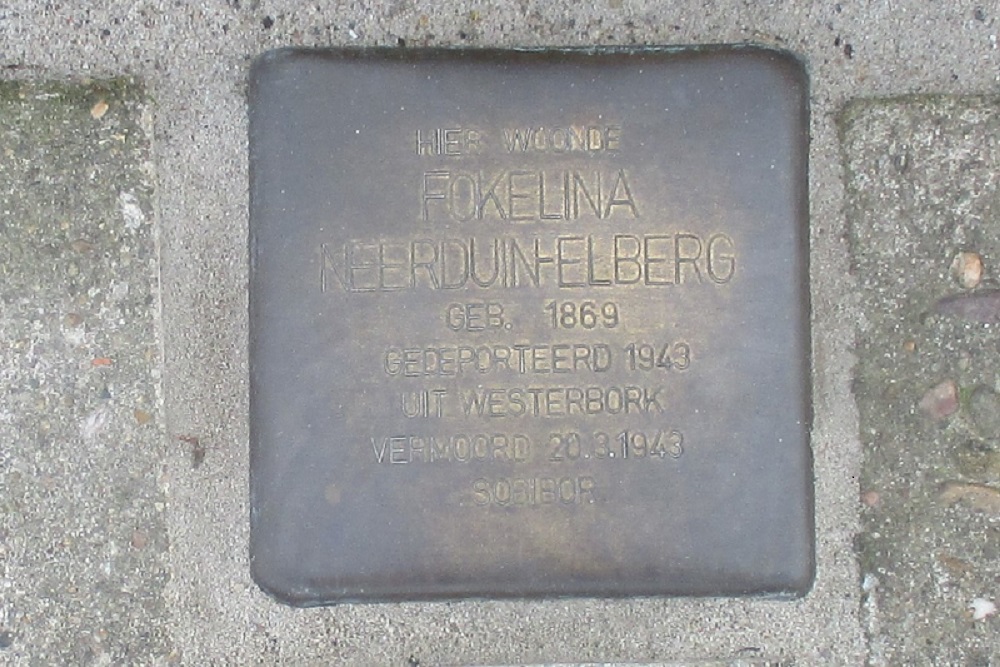 HIER WOONDE
FOKELINA
NEERDUIN-ELBERG
GEB. 1869
GEDEPORTEERD 1943
UIT WESTERBORK
VERMOORD 20.3.1943
SOBIBOR